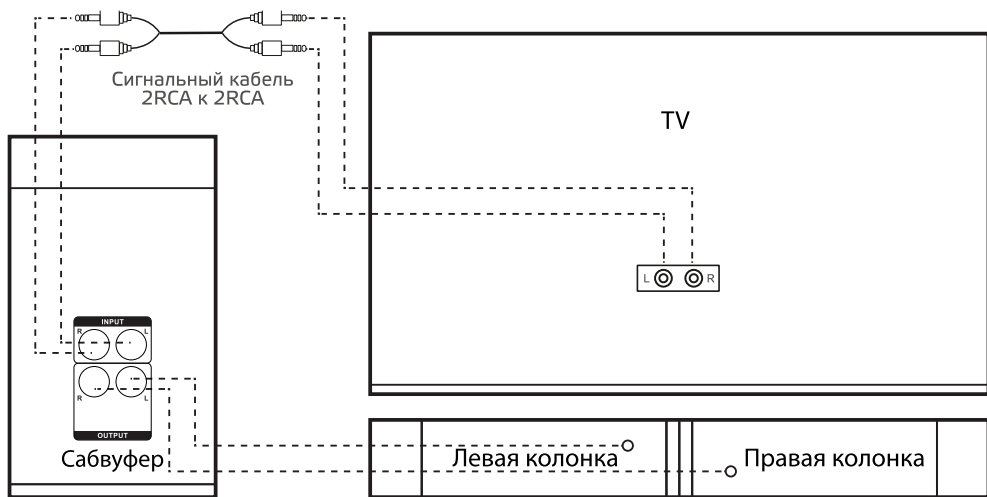 Сигнальный кабель
2RCA к 2RCA
TV
L R
INPUT
R L
R L
OUTPUT
Сабвуфер
Левая колонка
Правая колонка